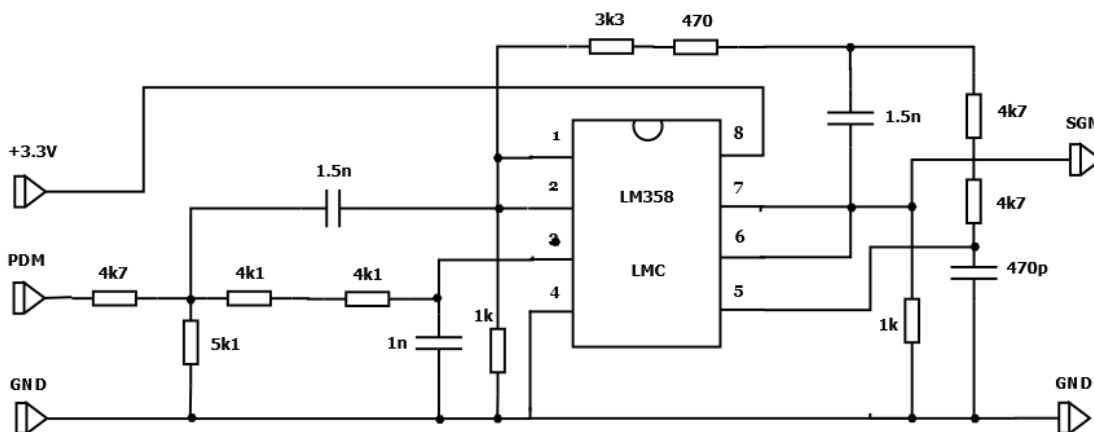 3k3
470
1
8
1.5n
4k7
SGN
+3.3V
1.5n
2
LM358
7
4k7
3
6
PDM
4k7
4k1
4k1
LMC
470p
4
5
5k1
1n
1k
1k
GND
GND